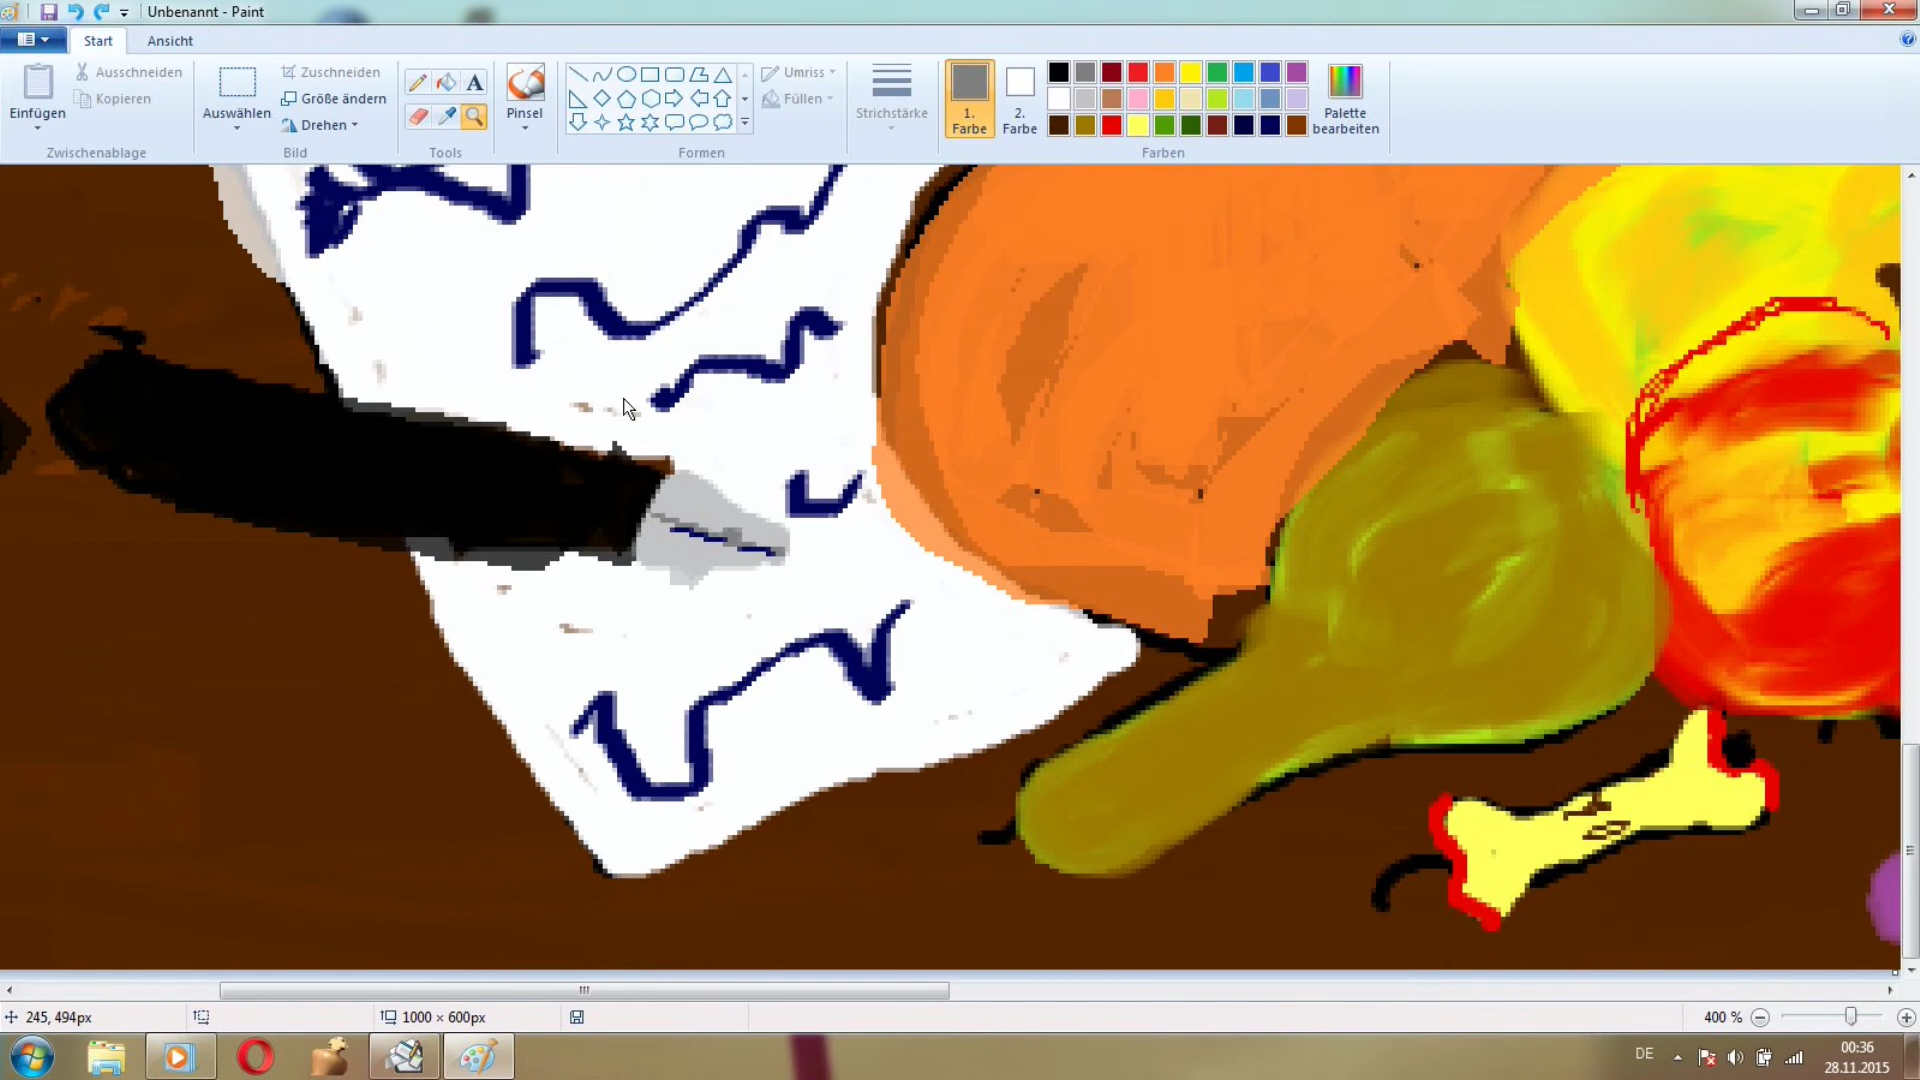 Unbenannt - Paint
Start Ansicht
Einfügen
Ausschneiden
Kopieren
Zwischenablage
Auswählen
Zuschneiden
Größe ändern
Drehen
Bild
A
Tools
Pinsel
Umriss
Füllen
Formen
Strichstärke
1.
Farbe
2.
Farbe
Palette
bearbeiten
Farben
245, 494px
1000 × 600px
400 %
DE
00:36
28.11.2015